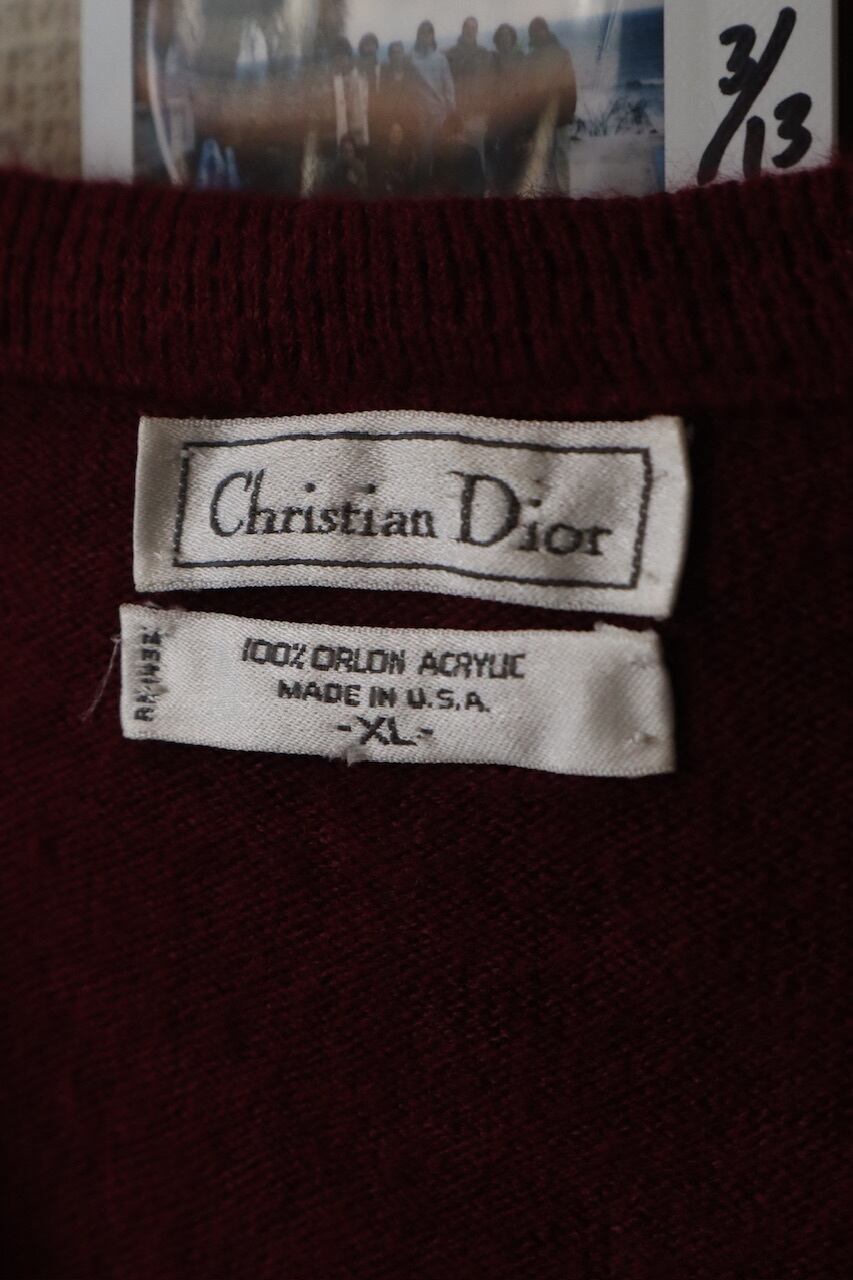 3/13
Christian Dior
100% ORLON ACRYLIC
MADE IN U.S.A.
-XL-